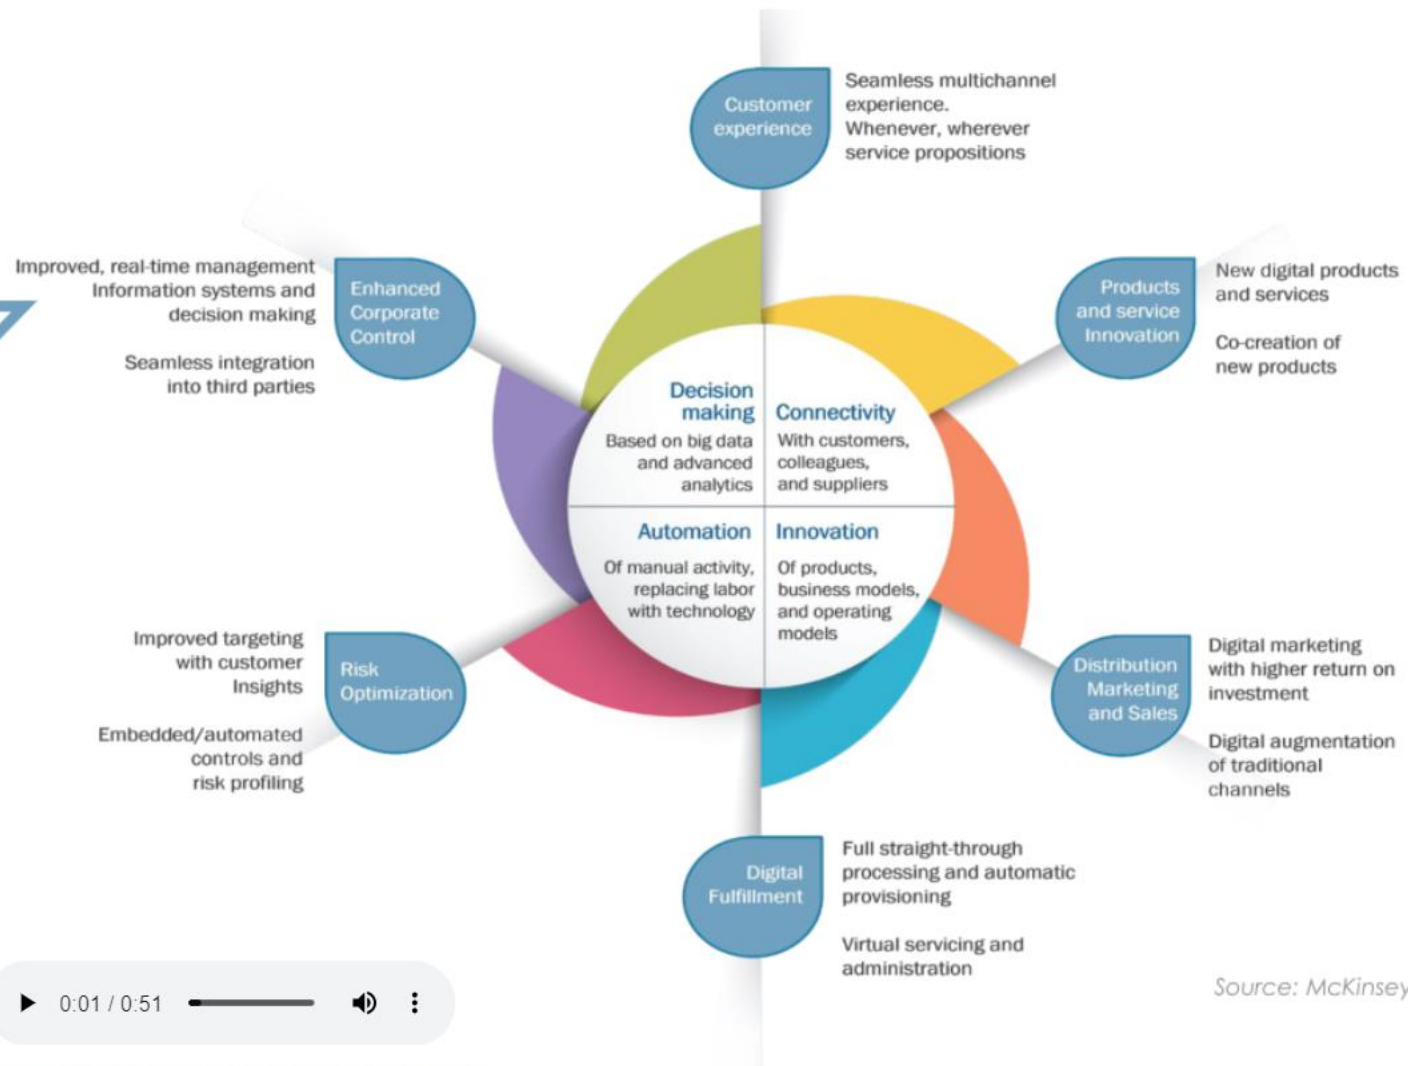 Customer
experience
Seamless multichannel
experience.
Whenever, wherever
service propositions
Improved, real-time management
Information systems and
decision making
Seamless integration
into third parties
Enhanced
Corporate
Control
Products
and service
Innovation
New digital products
and services
Co-creation of
new products
Decision
making
Based on big data
and advanced
analytics
Connectivity
With customers,
colleagues,
and suppliers
Automation
Of manual activity,
replacing labor
with technology
Innovation
Of products,
business models,
and operating
models
Improved targeting
with customer
Insights
Embedded/automated
controls and
risk profiling
Risk
Optimization
Distribution
Marketing
and Sales
Digital marketing
with higher return on
investment
Digital augmentation
of traditional
channels
Digital
Fulfillment
Full straight-through
processing and automatic
provisioning
Virtual servicing and
administration
0:01 / 0:51
Source: McKinsey